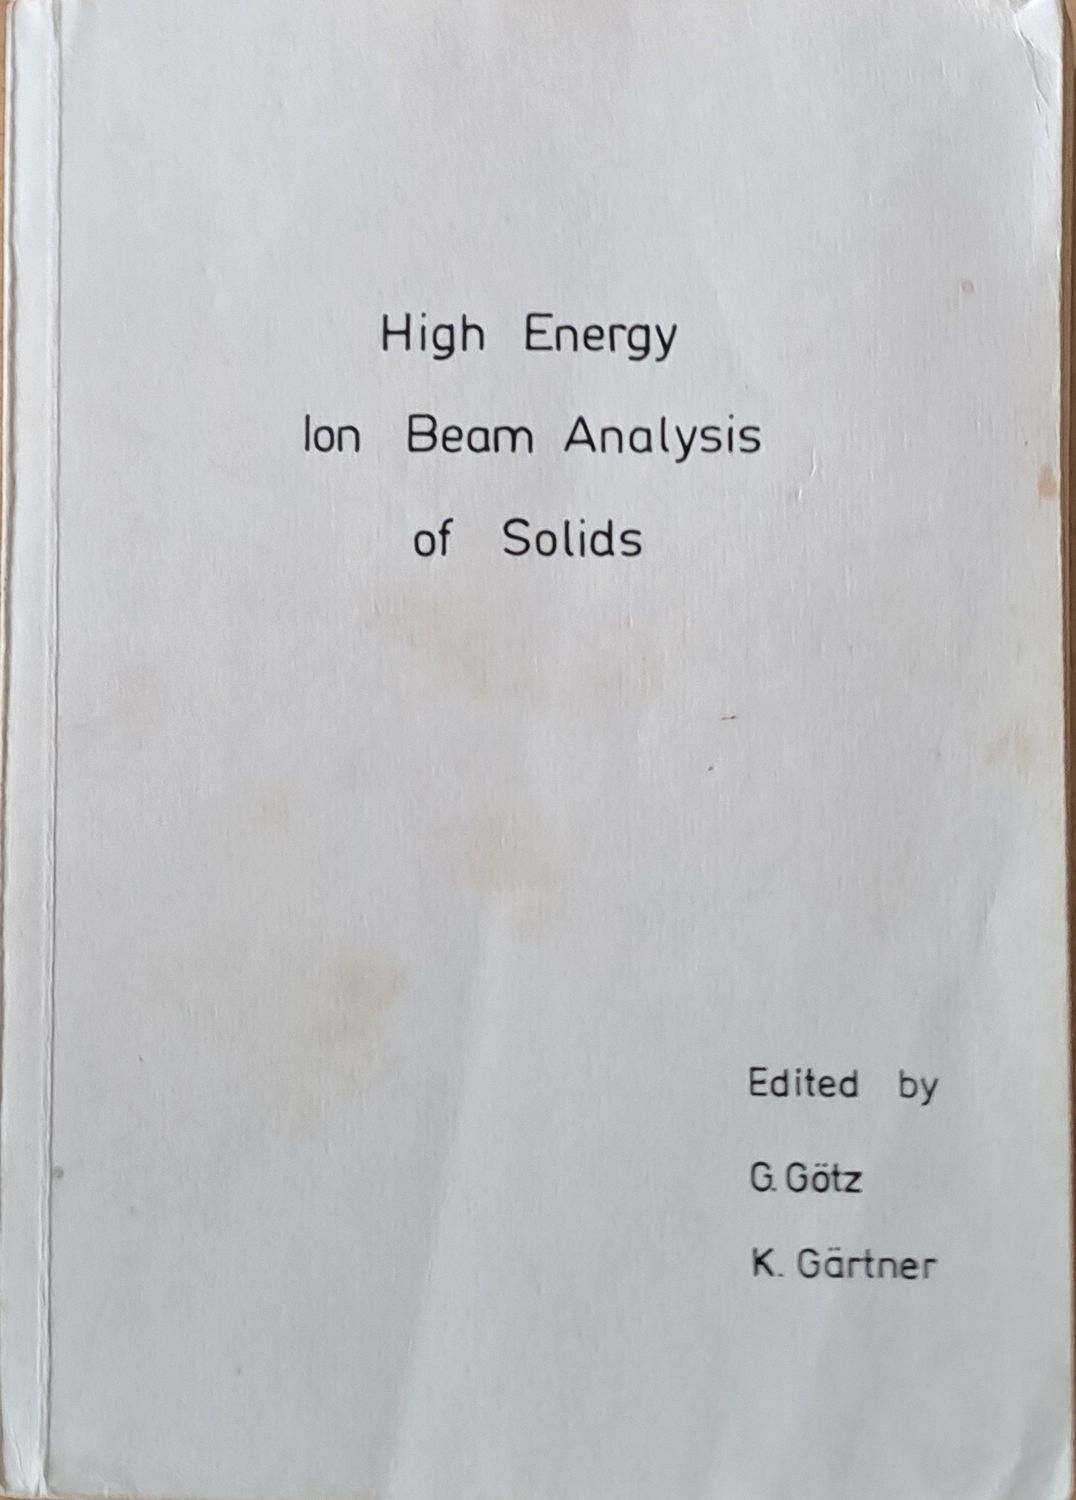 High Energy
Ion Beam Analysis
of Solids
Edited by
G. Götz
K. Gärtner